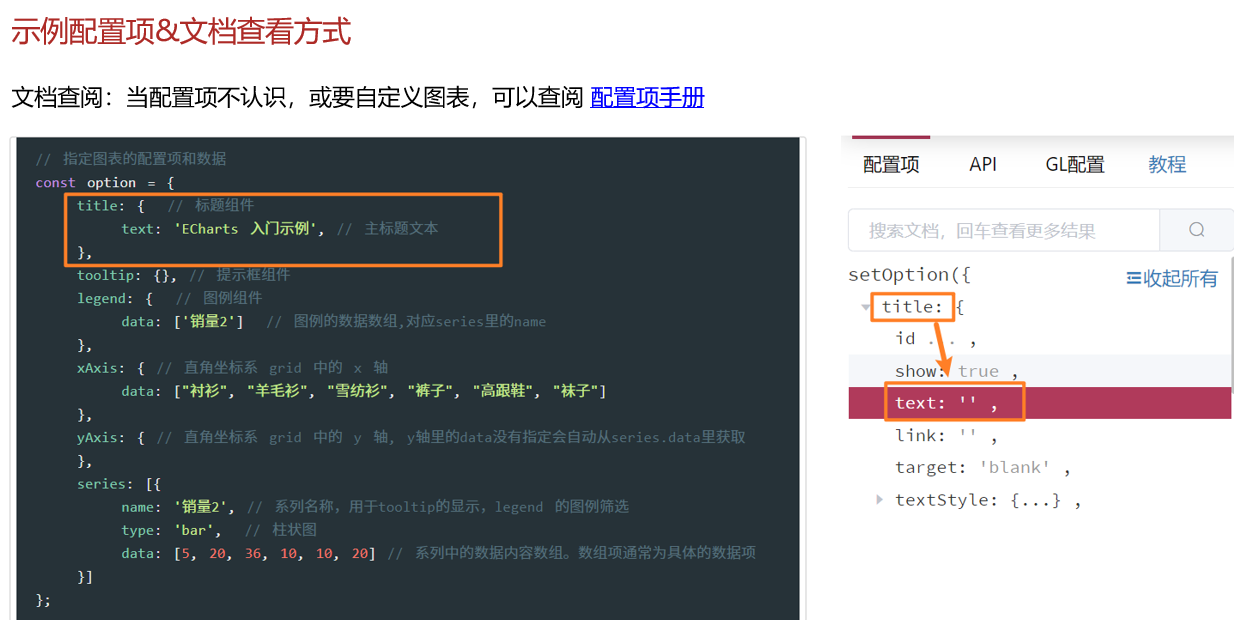 示例配置项&文档查看方式
文档查阅：当配置项不认识，或要自定义图表，可以查阅 配置项手册
// 指定图表的配置项和数据
const option = {
title: { // 标题组件
text: 'ECharts 入门示例', // 主标题文本
},
tooltip: {}, // 提示框组件
legend: { // 图例组件
data: ['销量2'] // 图例的数据数组,对应series里的name
},
xAxis: { // 直角坐标系 grid 中的 x 轴
data: ["衬衫", "羊毛衫", "雪纺衫", "裤子", "高跟鞋", "袜子"]
},
yAxis: { // 直角坐标系 grid 中的 y 轴, y轴里的data没有指定会自动从series.data里获取
},
series: [{
name: '销量2', // 系列名称，用于tooltip的显示，legend 的图例筛选
type: 'bar', // 柱状图
data: [5, 20, 36, 10, 10, 20] // 系列中的数据内容数组。数组项通常为具体的数据项
}]
};
配置项 API GL配置 教程
搜索文档，回车查看更多结果
setOption({ 收起所有
title: {
id ... ,
show: true ,
text: '' ,
link: '' ,
target: 'blank' ,
textStyle: {...} ,